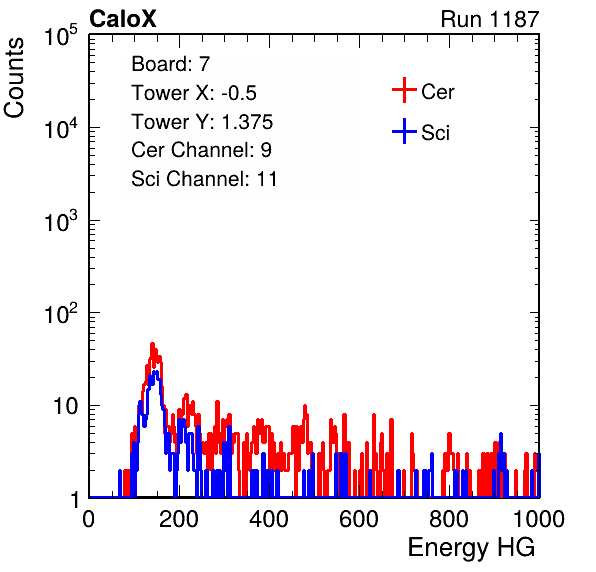 CaloX Run 1187
Counts
Board: 7
Tower X: -0.5
Tower Y: 1.375
Cer Channel: 9
Sci Channel: 11
Cer
Sci
10^5
10^4
10^3
10^2
10
1
0 200 400 600 800 1000
Energy HG